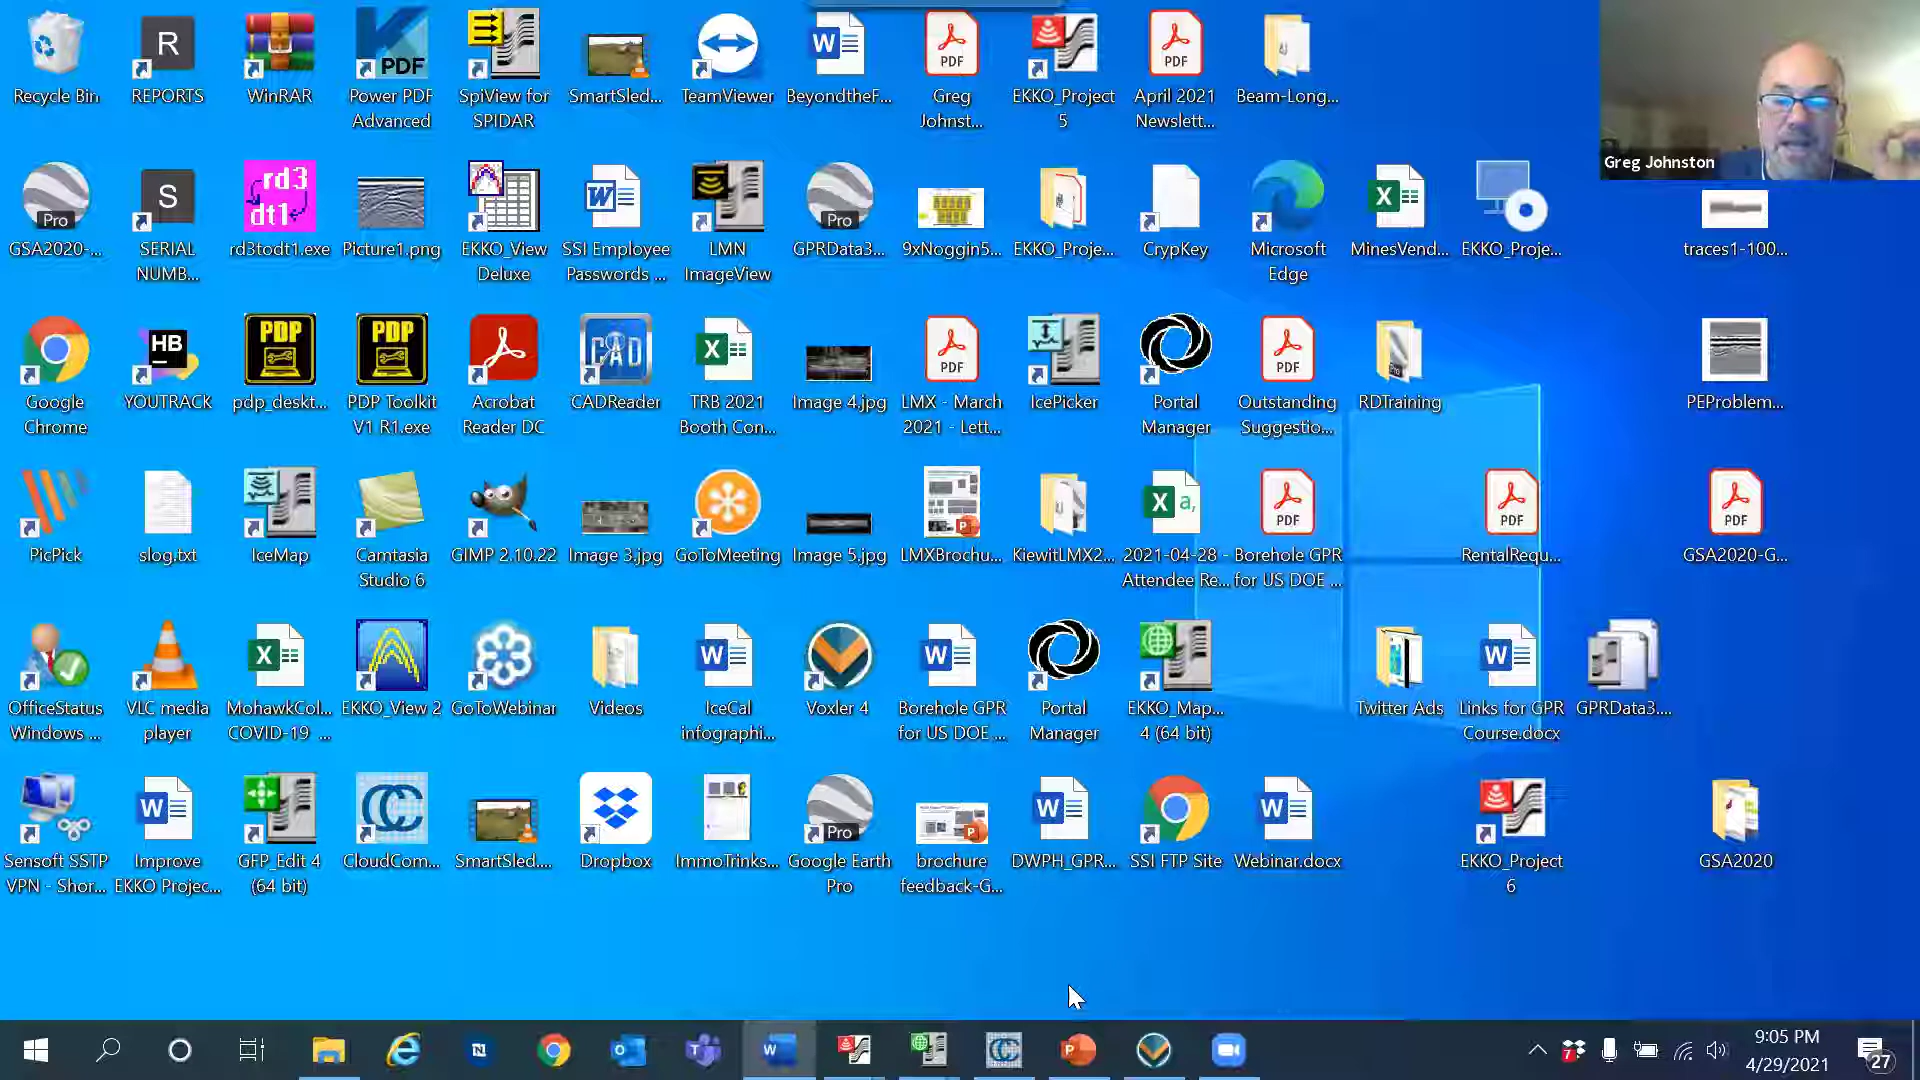 Recycle Bin
REPORTS
WinRAR
Power PDF
Advanced
SpiView for
SPIDAR
SmartSled...
TeamViewer
BeyondtheF...
Greg
Johnst...
EKKO_Project
5
April 2021
Newslett...
Beam-Long...
Greg Johnston
GSA2020-...
SERIAL
NUMB...
rd3todt1.exe
Picture1.png
EKKO_View
Deluxe
SSI Employee
Passwords ...
LMN
ImageView
GPRData3...
9xNoggin5...
EKKO_Proje...
CrypKey
Microsoft
Edge
MinesVend...
EKKO_Proje...
traces1-100...
Google
Chrome
YOUTRACK
pdp_deskt...
PDP Toolkit
V1 R1.exe
Acrobat
Reader DC
CADReader
TRB 2021
Booth Con...
Image 4.jpg
LMX - March
2021 - Lett...
IcePicker
Portal
Manager
Outstanding
Suggestio...
RDTraining
PEProblem...
PicPick
slog.txt
IceMap
Camtasia
Studio 6
GIMP 2.10.22
Image 3.jpg
GoToMeeting
Image 5.jpg
LMXBrochu...
KiewitLMX2...
2021-04-28 -
Attendee Re...
Borehole GPR
for US DOE ...
RentalRequ...
GSA2020-G...
OfficeStatus
Windows ...
VLC media
player
MohawkCol...
COVID-19 ...
EKKO_View 2
GoToWebinar
Videos
IceCal
infographi...
Voxler 4
Borehole GPR
for US DOE ...
Portal
Manager
EKKO_Map...
4 (64 bit)
Twitter Ads
Links for GPR
Course.docx
GPRData3....
Sensoft SSTP
VPN - Shor...
Improve
EKKO Projec...
GFP_Edit 4
(64 bit)
CloudCom...
SmartSled....
Dropbox
ImmoTrinks...
Google Earth
Pro
brochure
feedback-G...
DWPH_GPR...
SSI FTP Site
Webinar.docx
EKKO_Project
6
GSA2020
9:05 PM
4/29/2021
27